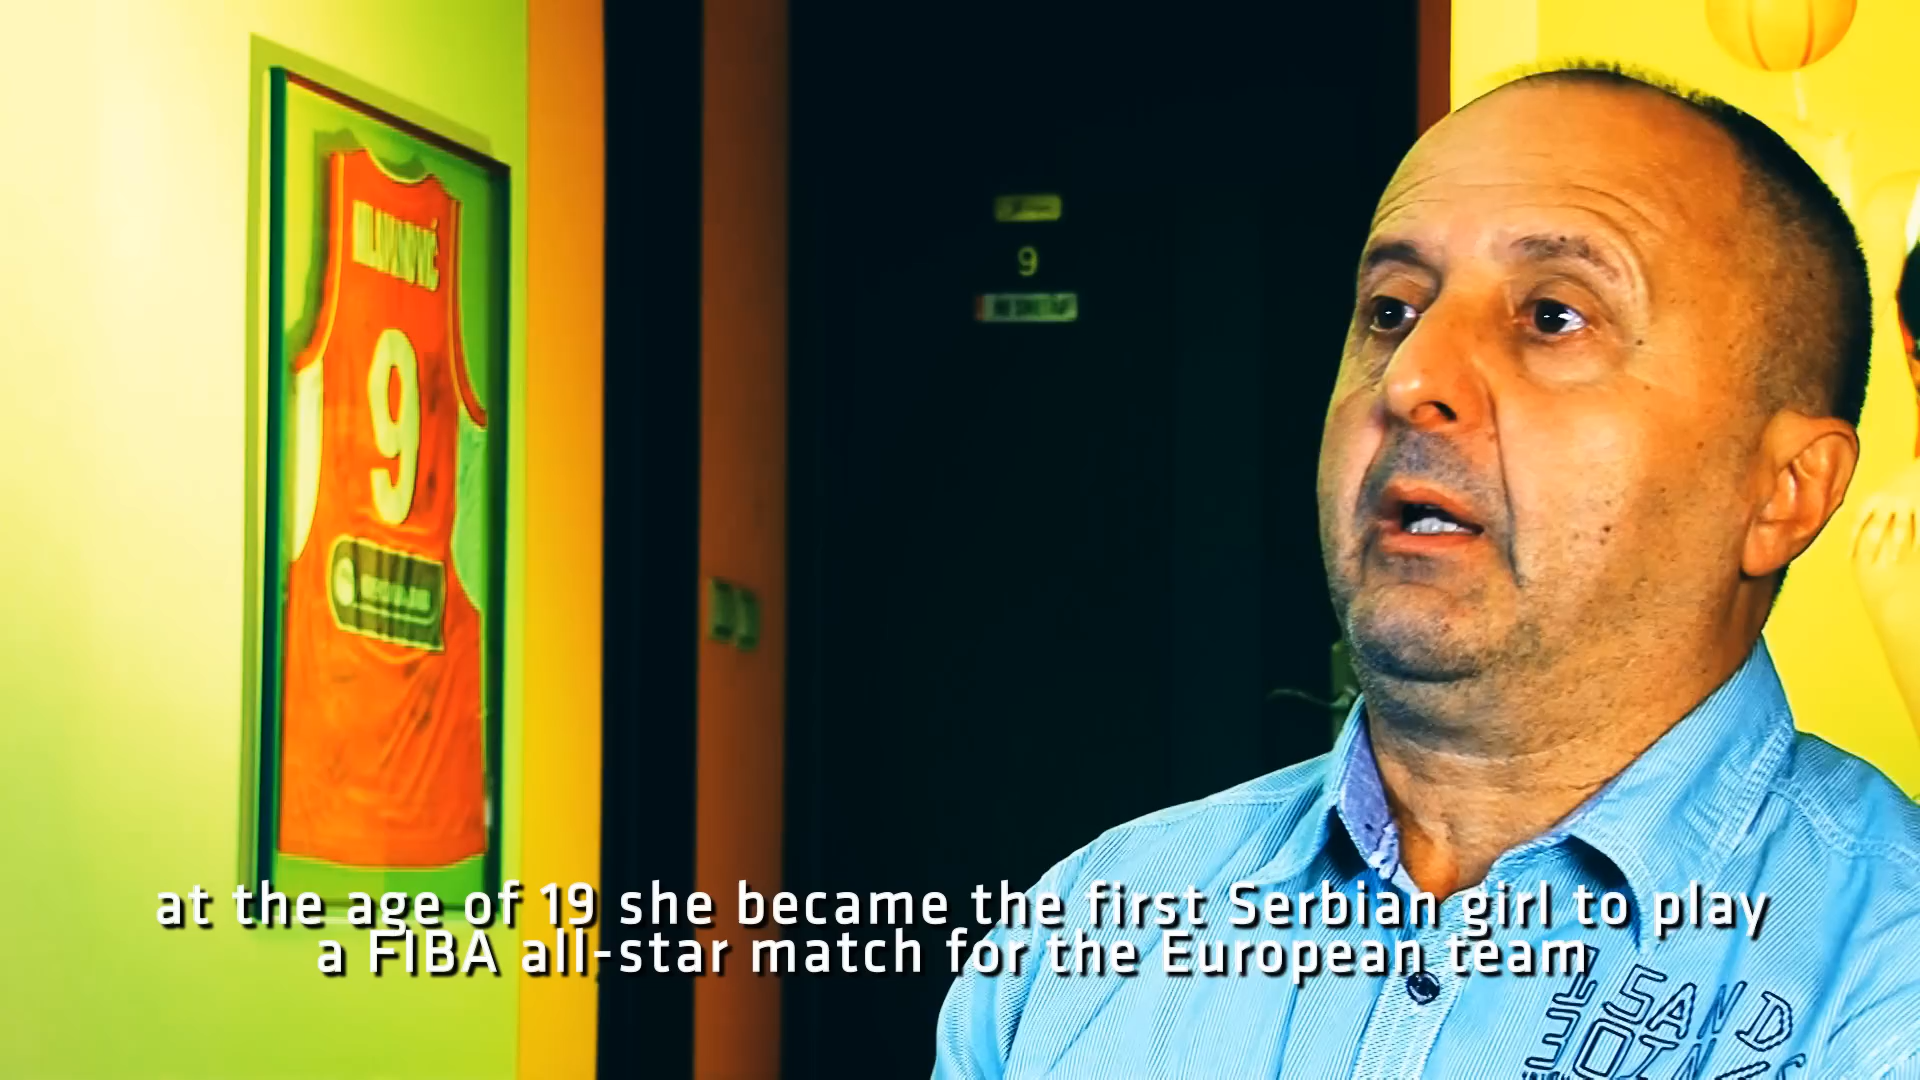 9
9
at the age of 19 she became the first Serbian girl to play
a FIBA all-star match for the European team
SAND